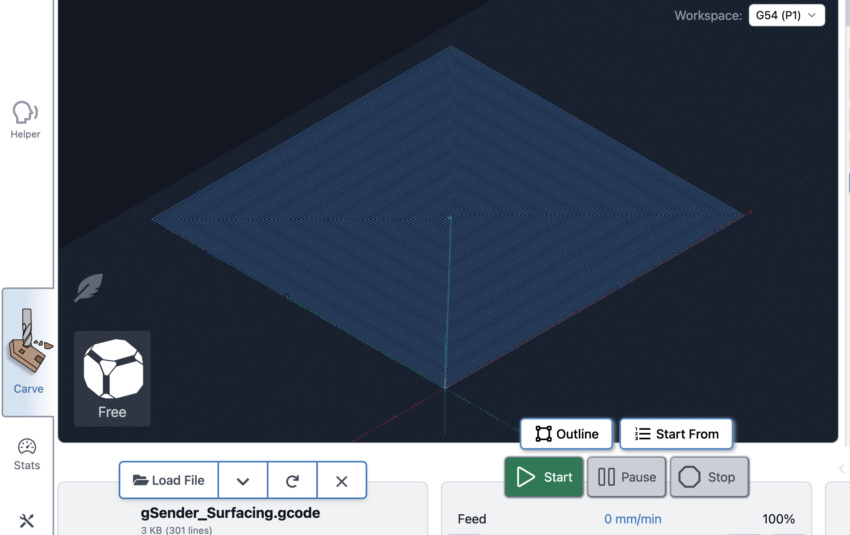 Workspace:
G54 (P1)
Helper
Carve
Free
Stats
Outline
Start From
Load File
Start
Pause
Stop
gSender_Surfacing.gcode
3 KB (301 lines)
Feed
0 mm/min
100%